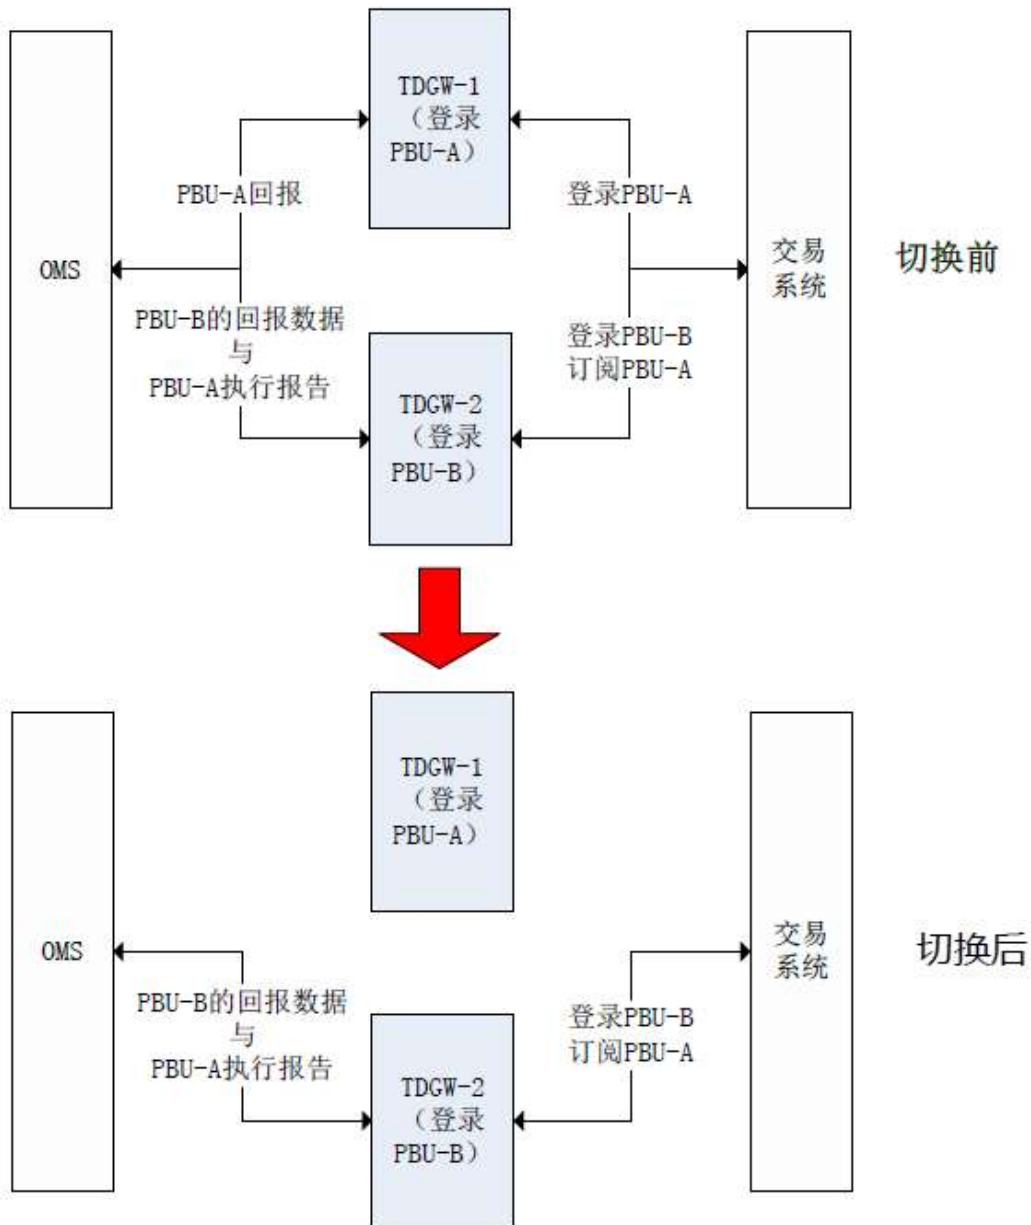 TDGW-1
（登录
PBU-A）
PBU-A回报
登录PBU-A
OMS
交易
系统
切换前
PBU-B的回报数据
与
PBU-A执行报告
登录PBU-B
订阅PBU-A
TDGW-2
（登录
PBU-B）
TDGW-1
（登录
PBU-A）
OMS
交易
系统
切换后
PBU-B的回报数据
与
PBU-A执行报告
登录PBU-B
订阅PBU-A
TDGW-2
（登录
PBU-B）